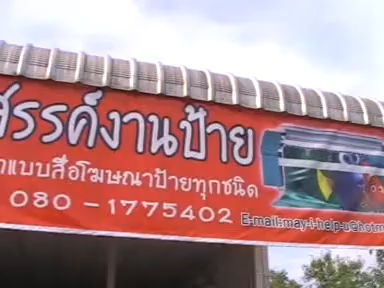 สรรค์งานป้าย
แบบสื่อโฆษณาป้ายทุกชนิด
080-1775402
E-mail:may-i-help-u@hotm